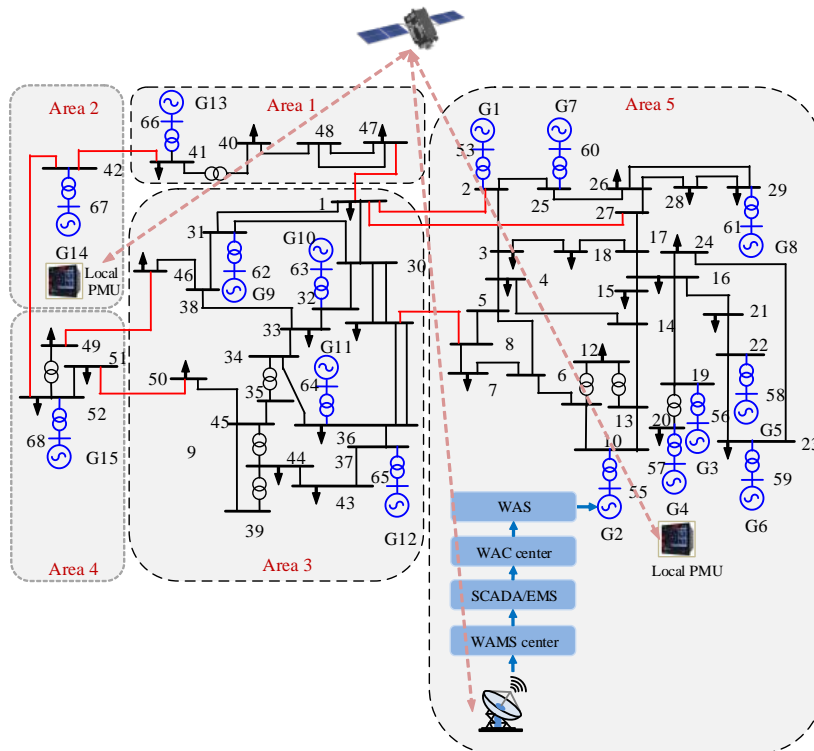 Area 2
G13
Area 1
G1
G7
Area 5
66
40
48
47
53
60
41
42
2
25
26
29
67
1
27
28
31
G10
61
G14
17
24
G8
Local
PMU
46
62
63
30
3
4
18
16
38
G9
32
15
5
21
33
14
49
51
34
G11
8
12
22
50
35
64
7
6
19
52
45
36
13
20
56
58
68
9
44
37
10
G5
23
G15
65
57
G3
43
55
59
39
G12
WAS
G2
G4
G6
Area 4
Area 3
WAC center
Local PMU
SCADA/EMS
WAMS center